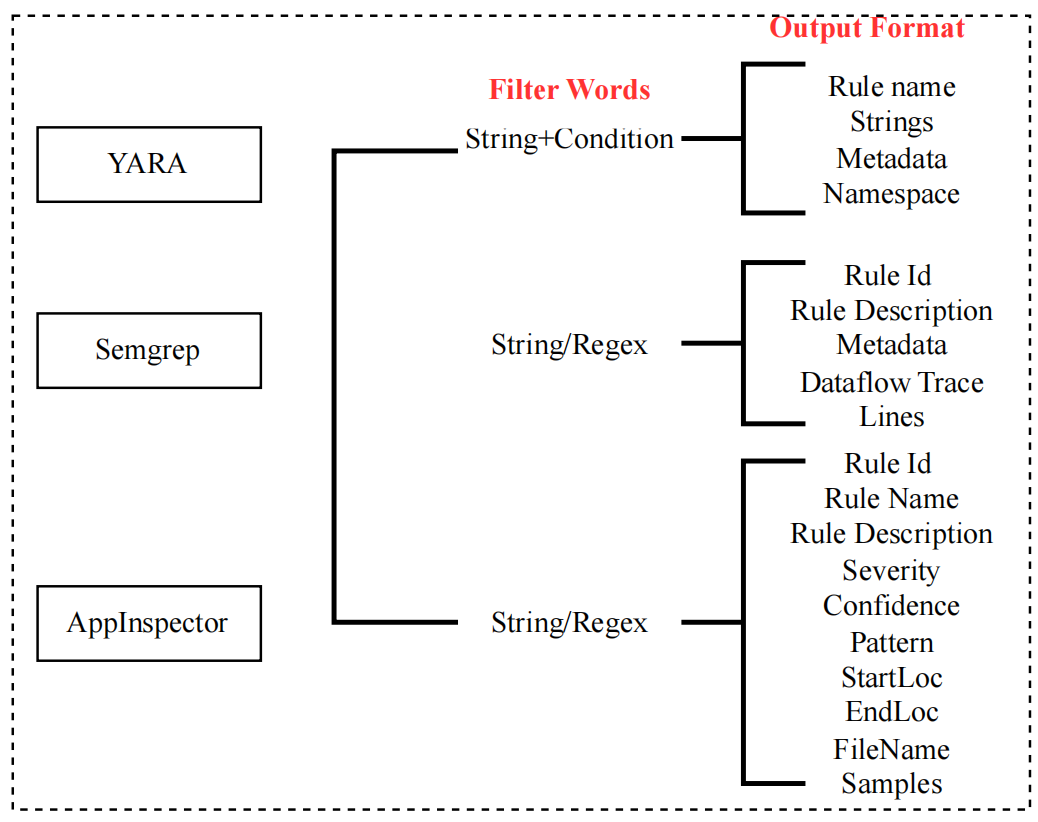 Output Format
Filter Words
YARA
String+Condition
Rule name
Strings
Metadata
Namespace
Semgrep
String/Regex
Rule Id
Rule Description
Metadata
Dataflow Trace
Lines
AppInspector
String/Regex
Rule Id
Rule Name
Rule Description
Severity
Confidence
Pattern
StartLoc
EndLoc
FileName
Samples